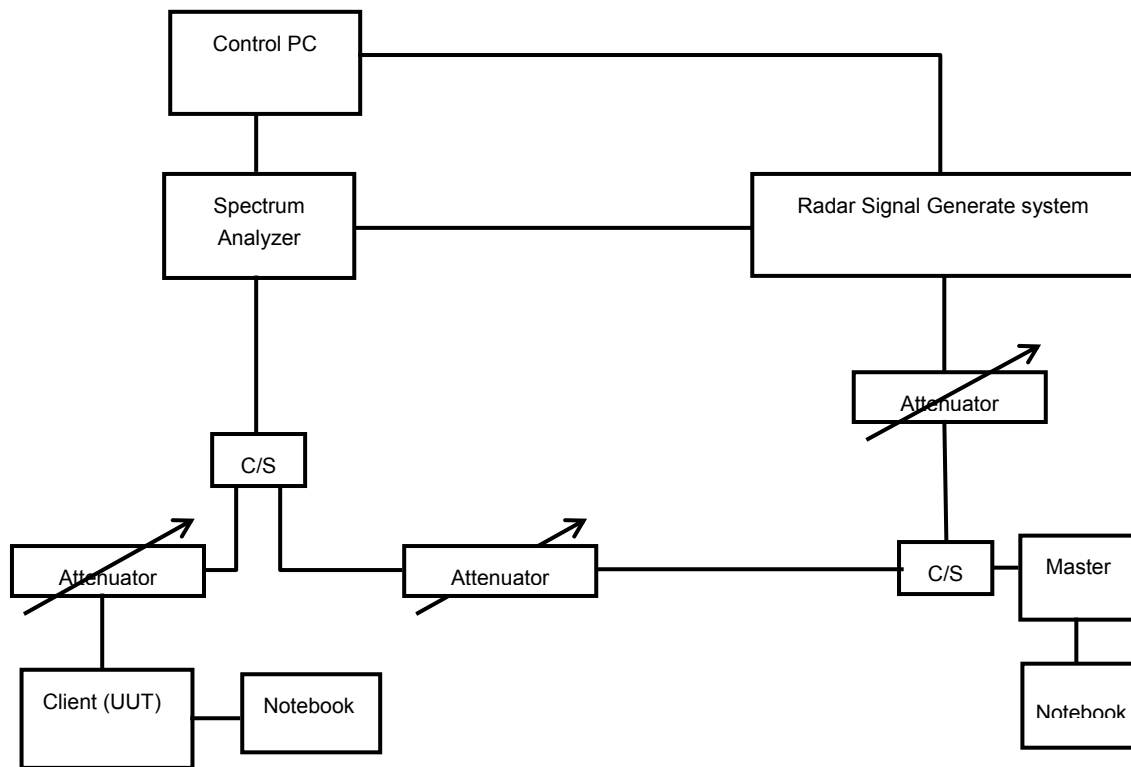 Control PC
Spectrum
Analyzer
Radar Signal Generate system
Attenuator
C/S
Attenuator
Attenuator
C/S
Master
Client (UUT)
Notebook
Notebook